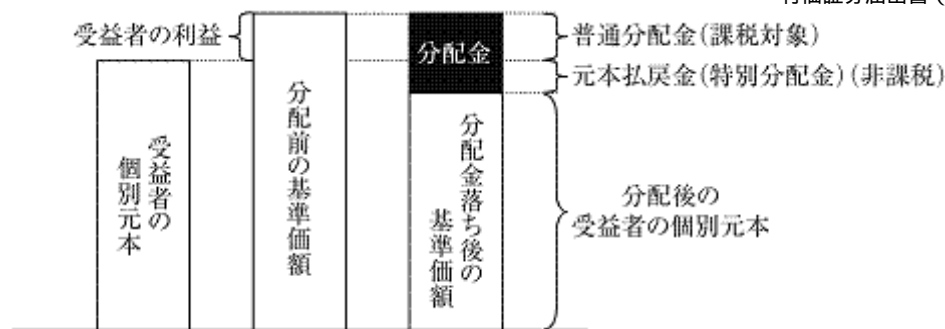 受益者の利益
分配金
普通分配金(課税対象)
元本払戻金(特別分配金)(非課税)
受益者の
個別元本
分配前の基準価額
分配金落ち後の
基準価額
分配後の
受益者の個別元本